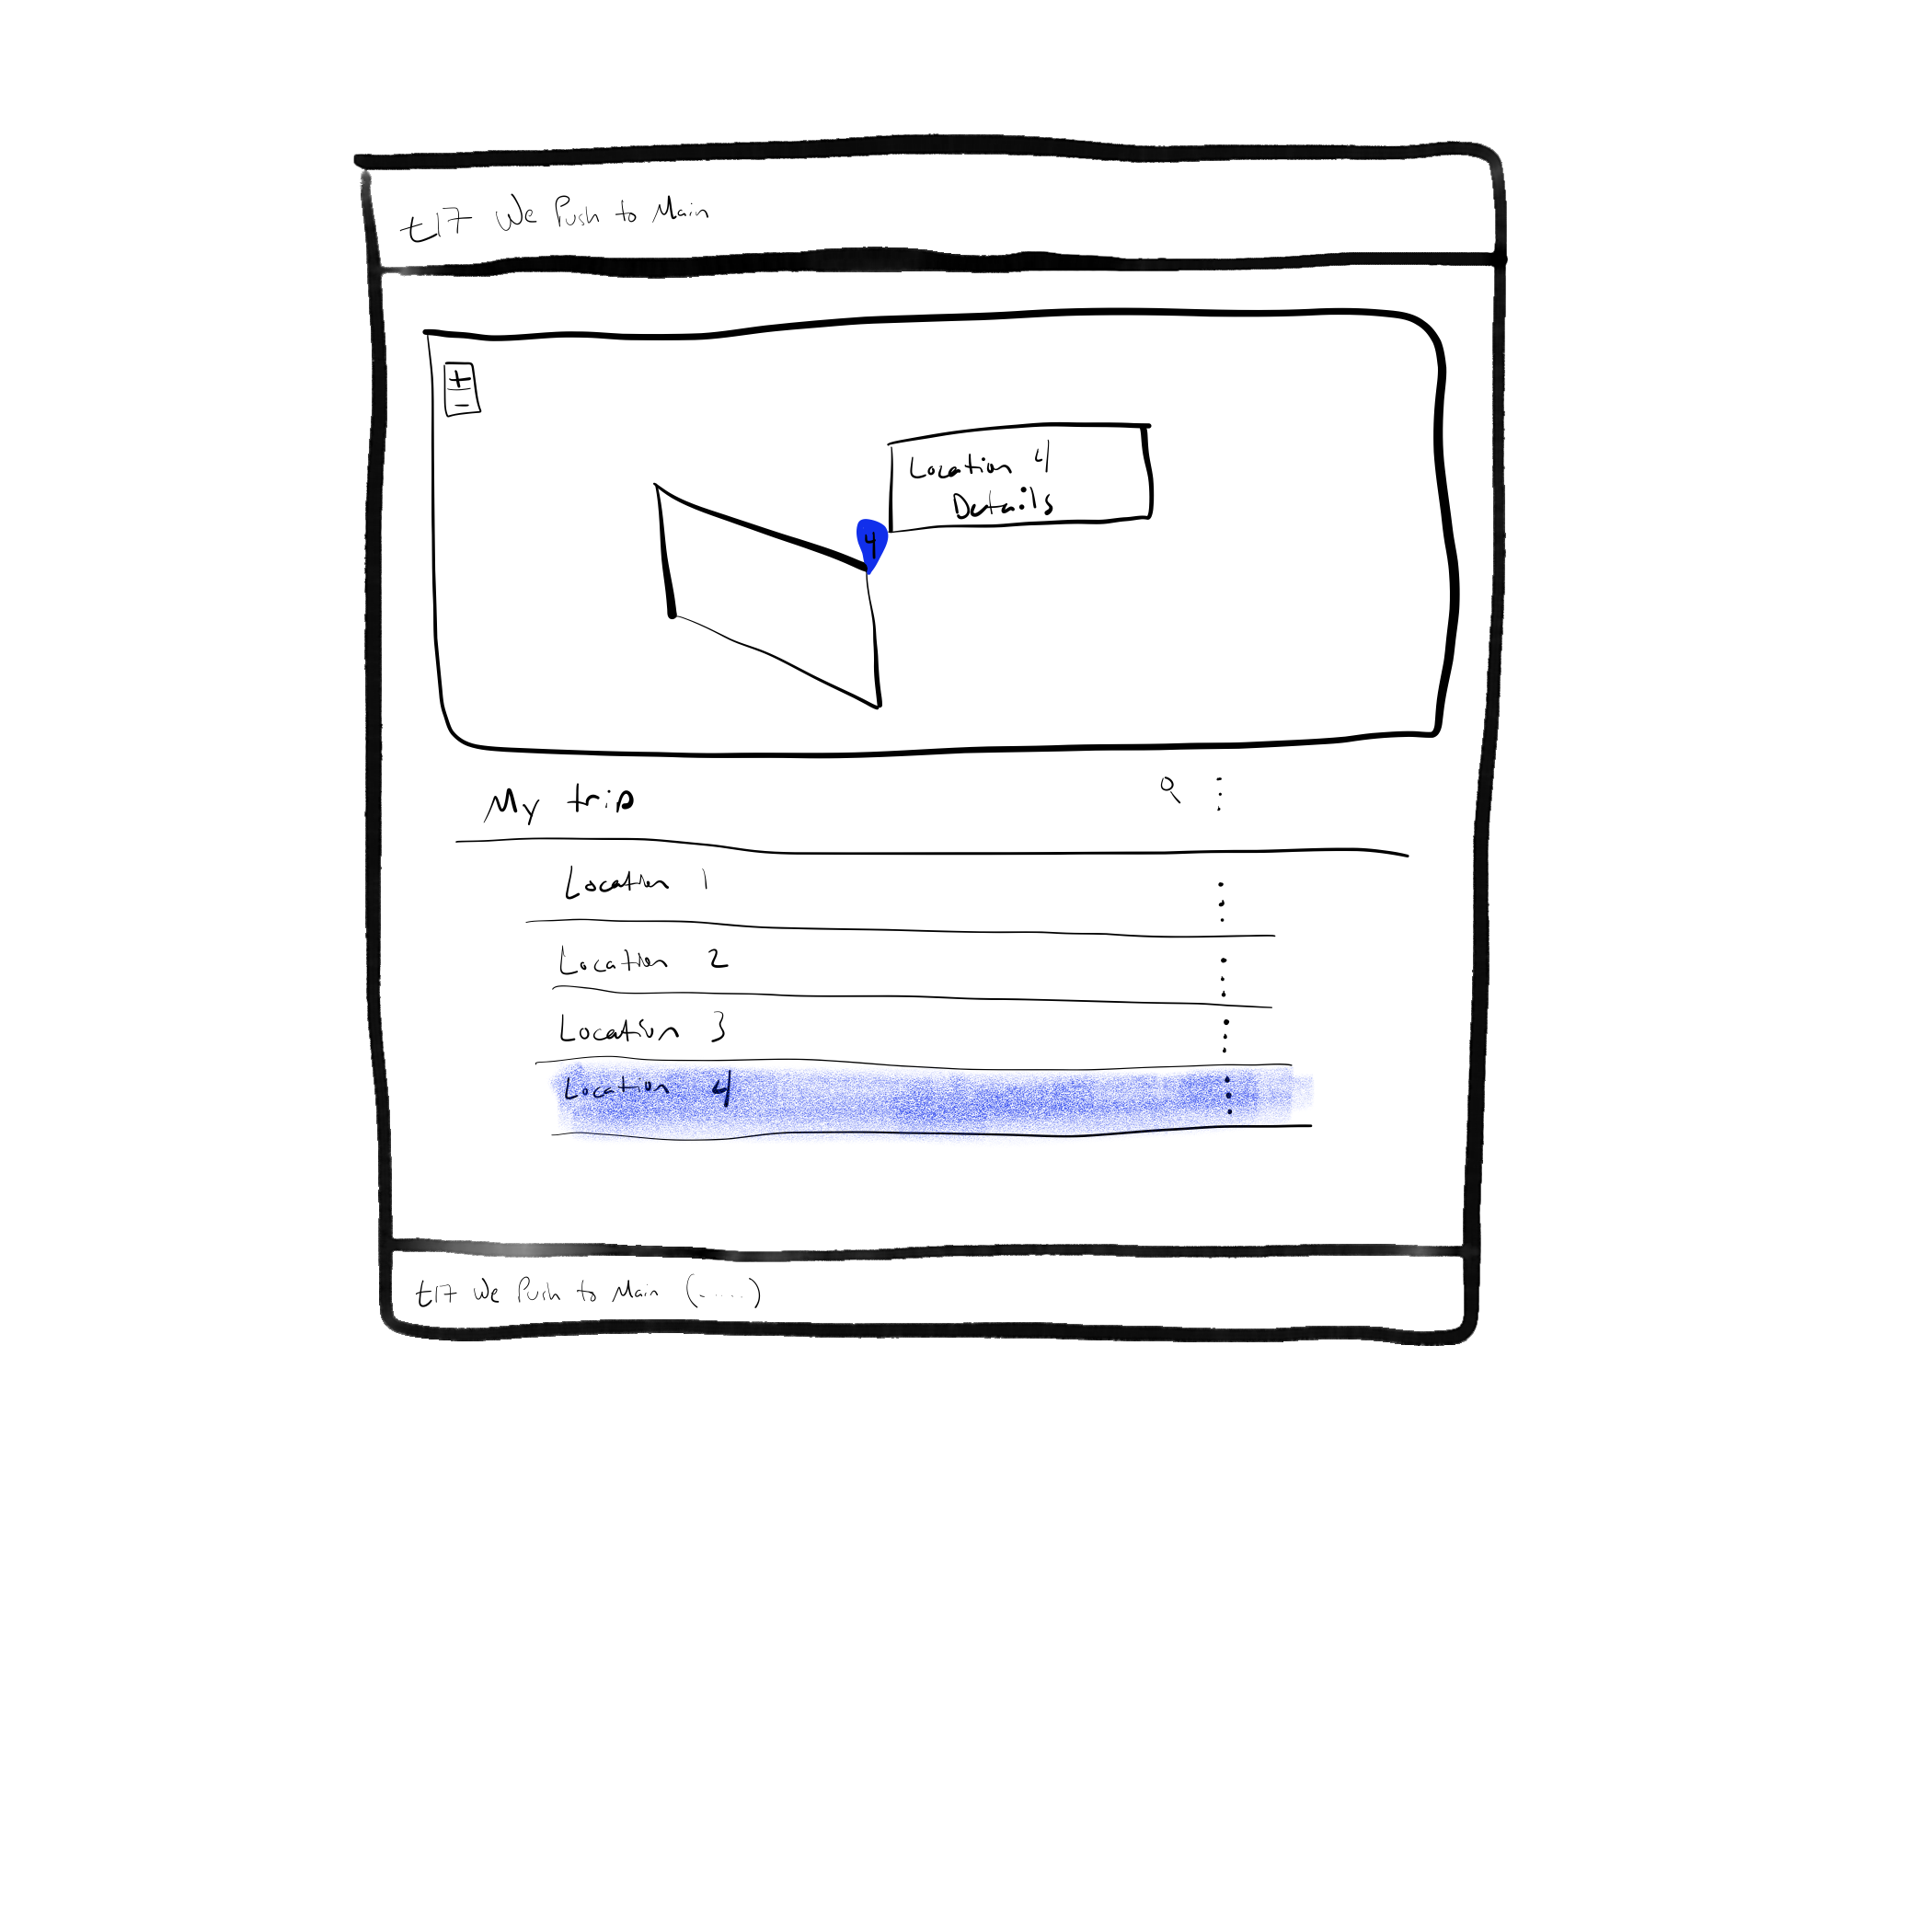 t17 We Push to Main
+
-
Location 4
Details
4
My trip
Location 1
Location 2
Location 3
Location 4
t17 We Push to Main (.....)